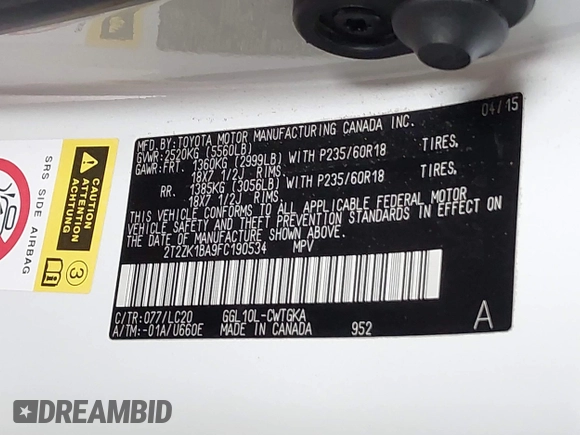 04/15
MFD. BY: TOYOTA MOTOR MANUFACTURING CANADA INC.
GVWR: 2520KG (5560LB)
GAWR: FRT. 1360KG (2999LB) WITH P235/60R18 TIRES,
18X7 1/2J RIMS.
RR. 1385KG (3056LB) WITH P235/60R18 TIRES,
18X7 1/2J RIMS.
THIS VEHICLE CONFORMS TO ALL APPLICABLE FEDERAL MOTOR
VEHICLE SAFETY AND THEFT PREVENTION STANDARDS IN EFFECT ON
THE DATE OF MANUFACTURE SHOWN ABOVE.
2T2ZK1BA9FC190534 MPV
C/TR: 077/LC20 GGL10L-CWTGKA
A/TM: -01A/U660E MADE IN CANADA 952
A
SRS SIDE AIRBAG
CAUTION
ATTENTION
ACHTUNG
3
DREAMBID